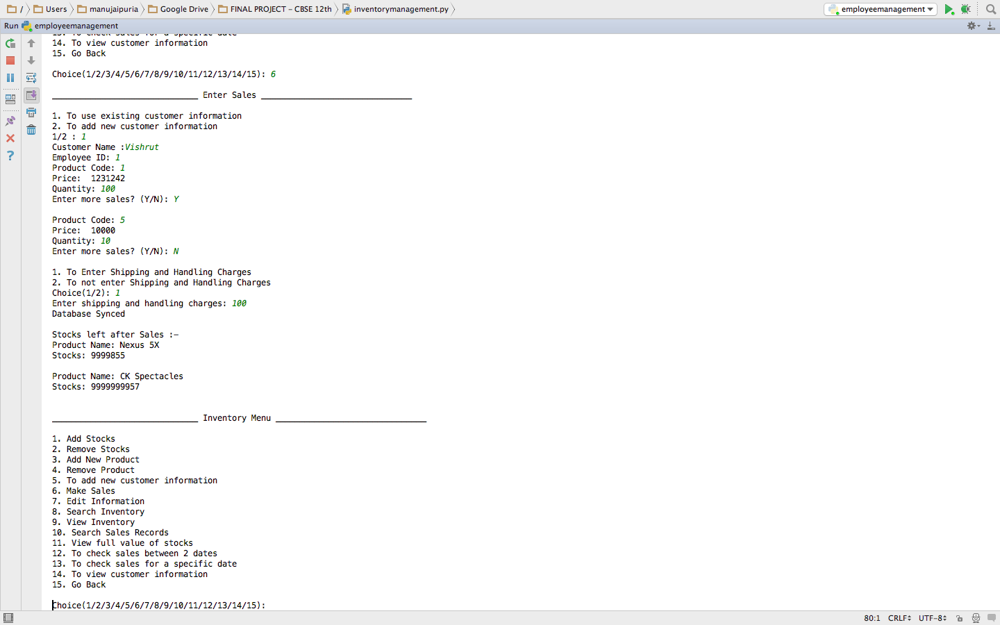 / Users manujaipuria Google Drive FINAL PROJECT – CBSE 12th inventorymanagement.py employeemanagement
Run employeemanagement
13. To check sales for a specific date
14. To view customer information
15. Go Back
Choice(1/2/3/4/5/6/7/8/9/10/11/12/13/14/15): 6
______________________________ Enter Sales _______________________________
1. To use existing customer information
2. To add new customer information
1/2 : 1
Customer Name :Vishrut
Employee ID: 1
Product Code: 1
Price:  1231242
Quantity: 100
Enter more sales? (Y/N): Y
Product Code: 5
Price:  10000
Quantity: 10
Enter more sales? (Y/N): N
1. To Enter Shipping and Handling Charges
2. To not enter Shipping and Handling Charges
Choice(1/2): 1
Enter shipping and handling charges: 100
Database Synced
Stocks left after Sales :-
Product Name: Nexus 5X
Stocks: 9999855
Product Name: CK Spectacles
Stocks: 9999999957
______________________________ Inventory Menu _______________________________
1. Add Stocks
2. Remove Stocks
3. Add New Product
4. Remove Product
5. To add new customer information
6. Make Sales
7. Edit Information
8. Search Inventory
9. View Inventory
10. Search Sales Records
11. View full value of stocks
12. To check sales between 2 dates
13. To check sales for a specific date
14. To view customer information
15. Go Back
Choice(1/2/3/4/5/6/7/8/9/10/11/12/13/14/15):
80:1 CRLF UTF-8